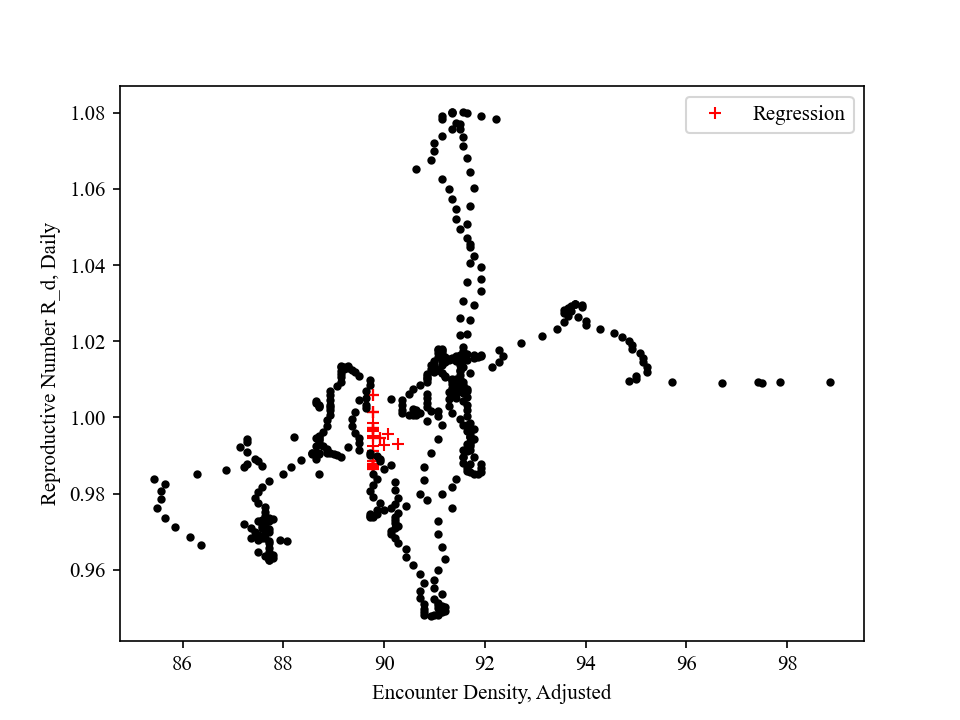 Regression
1.08
1.06
1.04
1.02
1.00
0.98
0.96
Reproductive Number R_d, Daily
86 88 90 92 94 96 98
Encounter Density, Adjusted